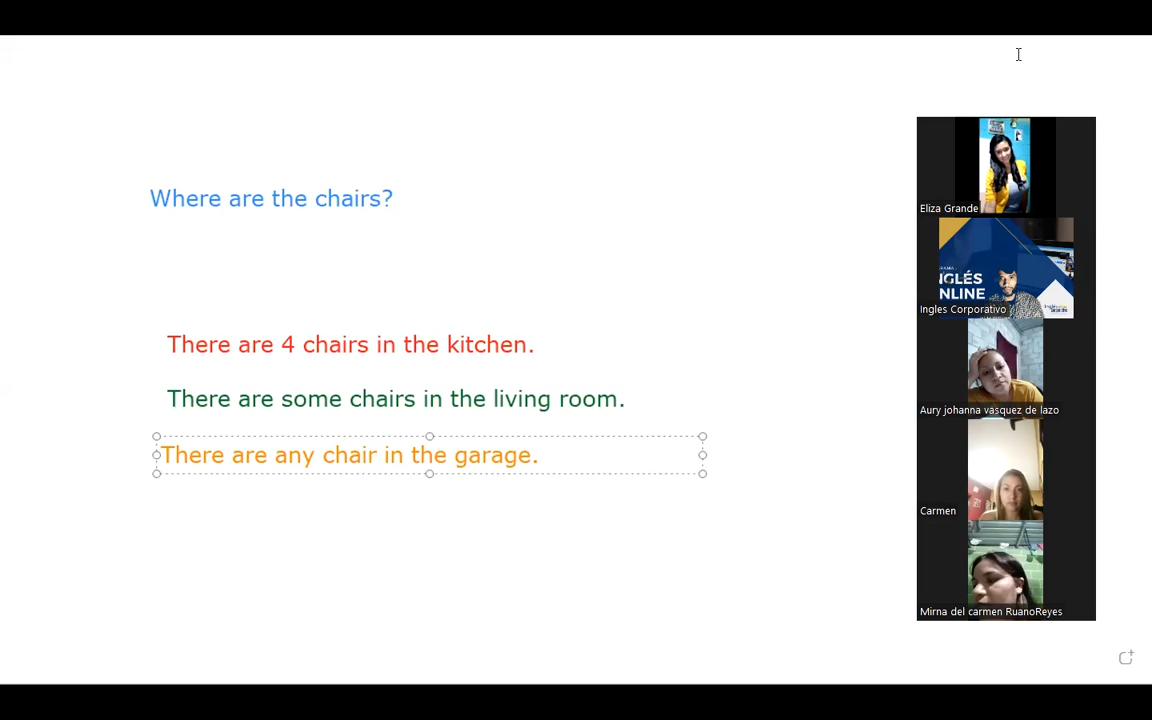 Where are the chairs?
There are 4 chairs in the kitchen.
There are some chairs in the living room.
There are any chair in the garage.
Eliza Grande
NGLÉS
NLINE
Ingles Corporativo
Aury johanna vasquez de lazo
Carmen
Mirna del carmen RuanoReyes